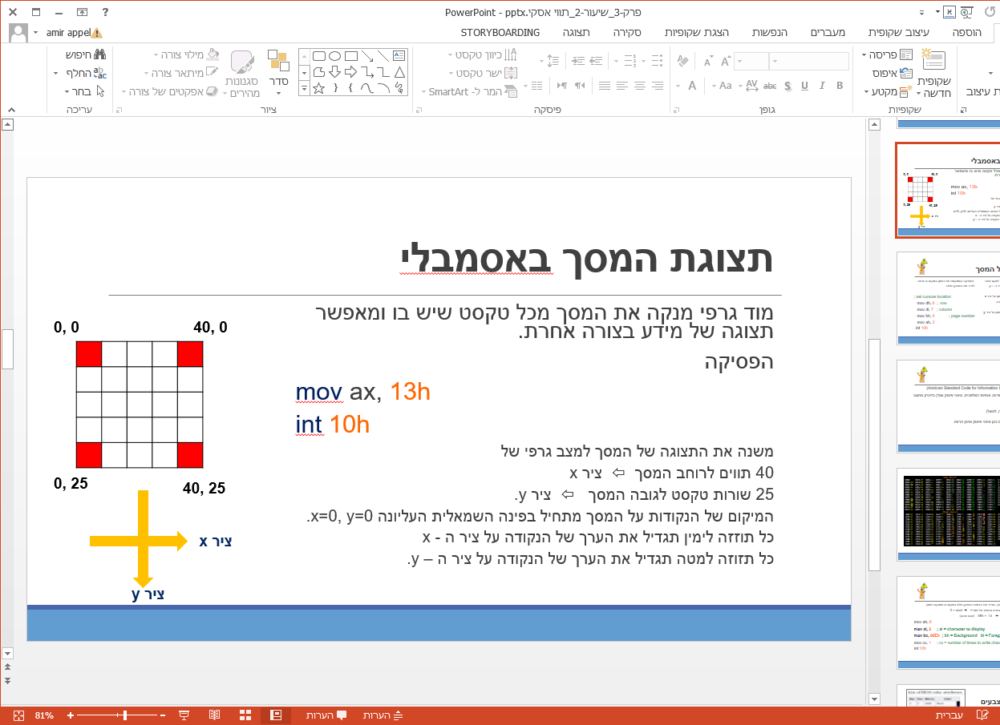 פרק-3_שיעור-2_תווי אסקי.pptx - PowerPoint
amir appel
הוספה
עיצוב שקופית
מעברים
הנפשות
הצגת שקופיות
סקירה
תצוגה
STORYBOARDING
שקופית חדשה
פריסה
איפוס
מקטע
שקופיות
גופן
כיוון טקסט
ישר טקסט
המר ל- SmartArt
פיסקה
סדר
סגנונות מהירים
מילוי צורה
מיתאר צורה
אפקטים של צורה
ציור
חיפוש
החלף
בחר
עריכה
תצוגת המסך באסמבלי
מוד גרפי מנקה את המסך מכל טקסט שיש בו ומאפשר
תצוגה של מידע בצורה אחרת.
הפסיקה
mov ax, 13h
int 10h
משנה את התצוגה של המסך למצב גרפי של
40 תווים לרוחב המסך ⇦ ציר x
25 שורות טקסט לגובה המסך ⇦ ציר y.
המיקום של הנקודות על המסך מתחיל בפינה השמאלית העליונה x=0, y=0.
כל תוזזה לימין תגדיל את הערך של הנקודה על ציר ה - x
כל תזוזה למטה תגדיל את הערך של הנקודה על ציר ה – y.
0, 0
40, 0
0, 25
40, 25
ציר x
ציר y
81%
הערות
הערות
עברית